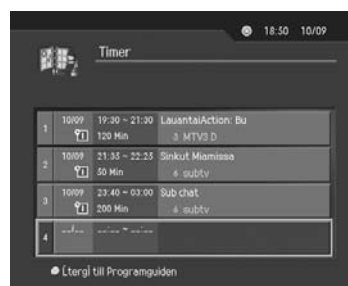 18:50 10/09
Timer
1 10/09 19:30 ~ 21:30 LauantaiAction: Bu
120 Min 3 MTV3 D
2 10/09 21:35 ~ 22:25 Sinkut Miamissa
50 Min 6 subtv
3 10/09 23:40 ~ 03:00 Sub chat
200 Min 6 subtv
4 --/-- --:-- ~ --:--
[tergå till Programguiden